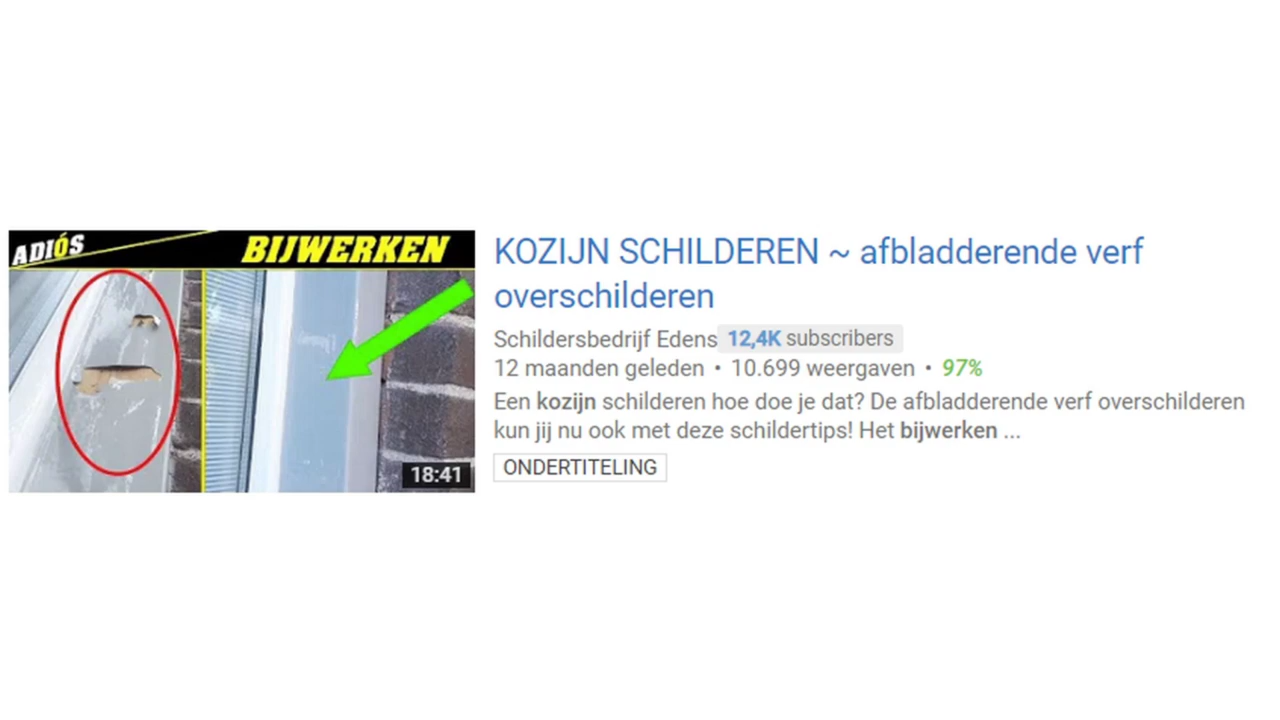 ADIÓS
BIJWERKEN
18:41
KOZIJN SCHILDEREN ~ afbladderende verf
overschilderen
Schildersbedrijf Edens 12,4K subscribers
12 maanden geleden • 10.699 weergaven • 97%
Een kozijn schilderen hoe doe je dat? De afbladderende verf overschilderen
kun jij nu ook met deze schildertips! Het bijwerken ...
ONDERTITELING